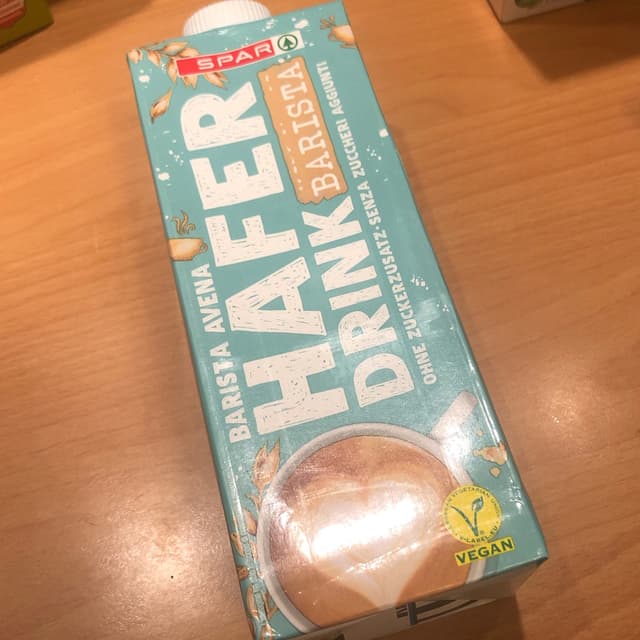 SPAR
BARISTA AVENA
HAFER
DRINK
BARISTA
OHNE ZUCKERZUSATZ·SENZA ZUCCHERI AGGIUNTI
VEGAN